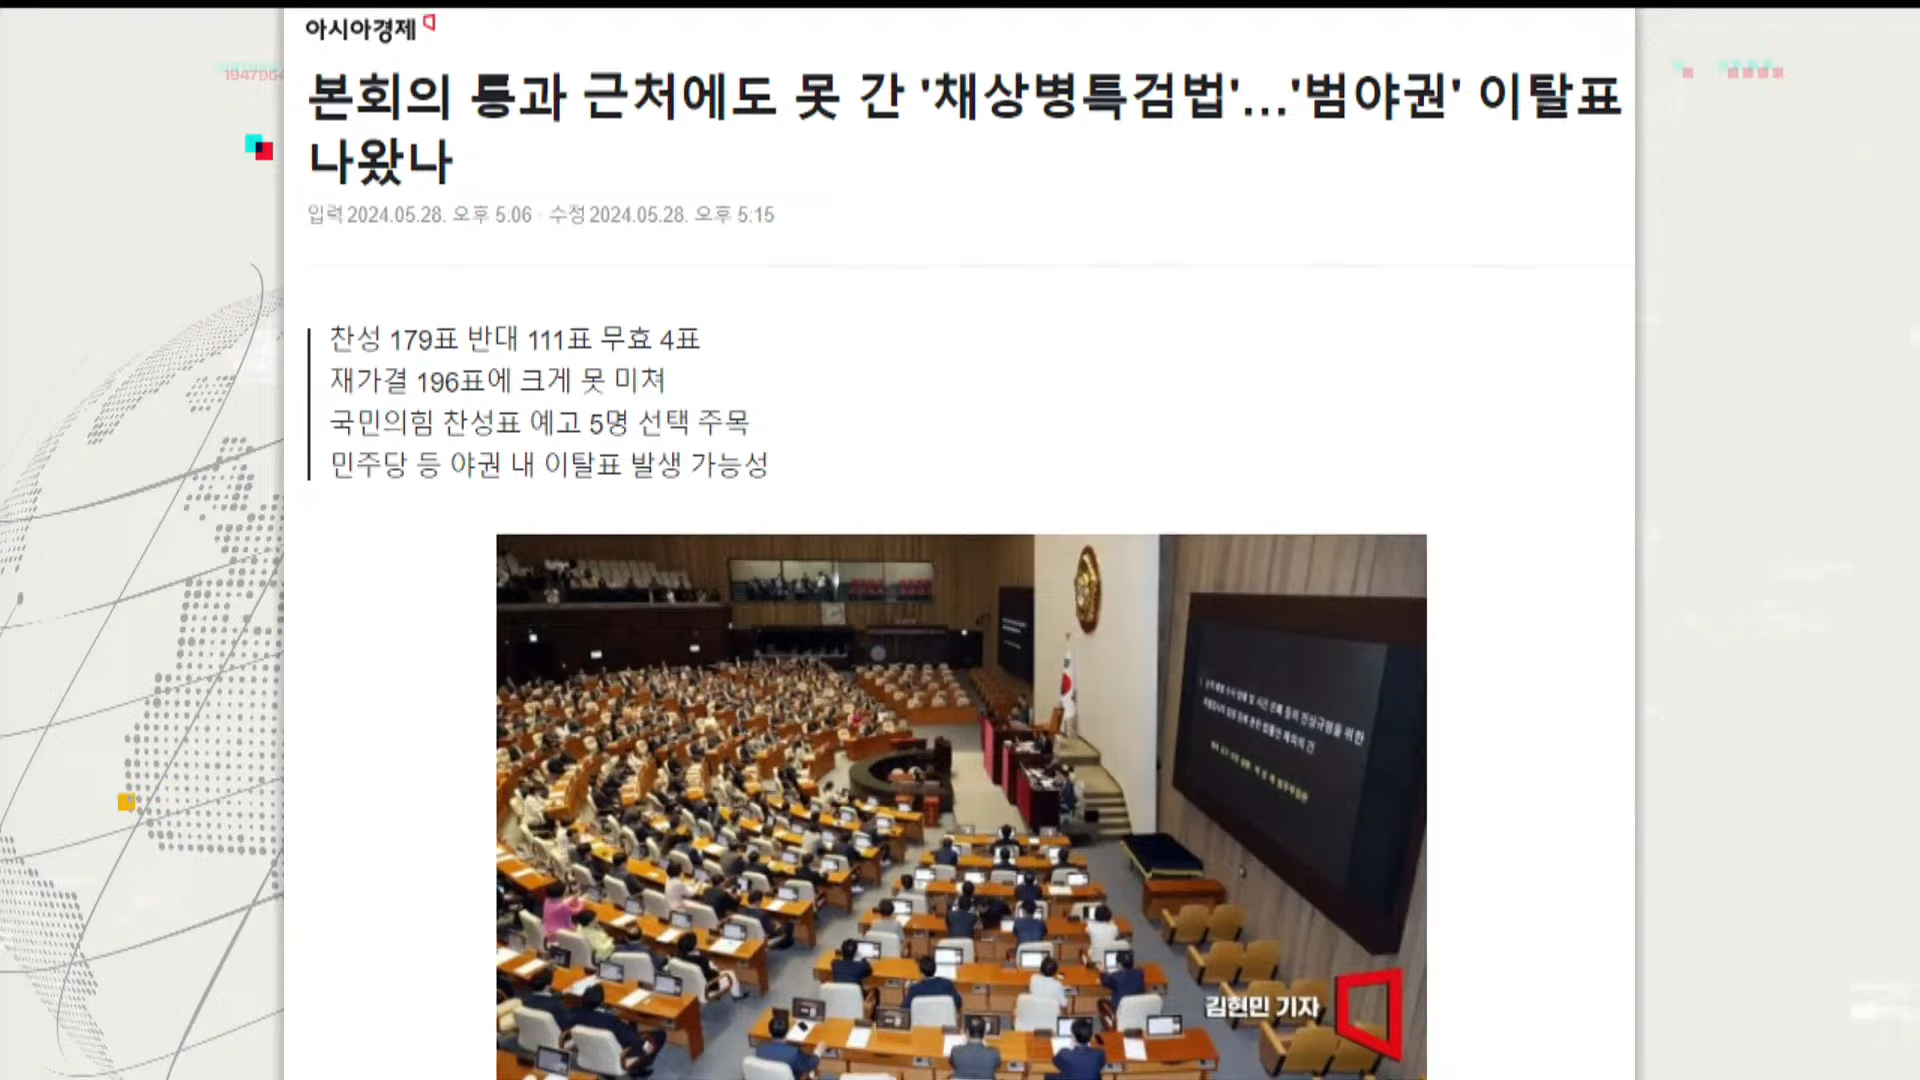 아시아경제
본회의 통과 근처에도 못 간 '채상병특검법'...'범야권' 이탈표
나왔나
입력 2024.05.28. 오후 5:06 · 수정 2024.05.28. 오후 5:15
찬성 179표 반대 111표 무효 4표
재가결 196표에 크게 못 미쳐
국민의힘 찬성표 예고 5명 선택 주목
민주당 등 야권 내 이탈표 발생 가능성
김현민 기자